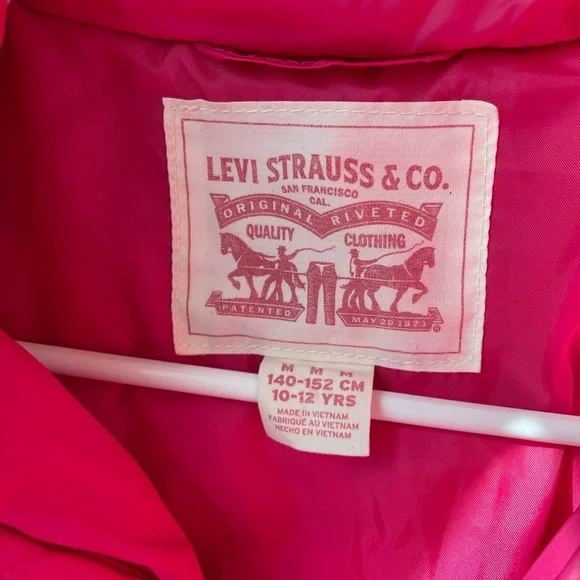 LEVI STRAUSS & CO.
SAN FRANCISCO
CAL.
ORIGINAL RIVETED
QUALITY CLOTHING
PATENTED MAY 20 1873
®
M M M
140-152 CM
10-12 YRS
MADE IN VIETNAM
FABRIQUÉ AU VIETNAM
HECHO EN VIETNAM